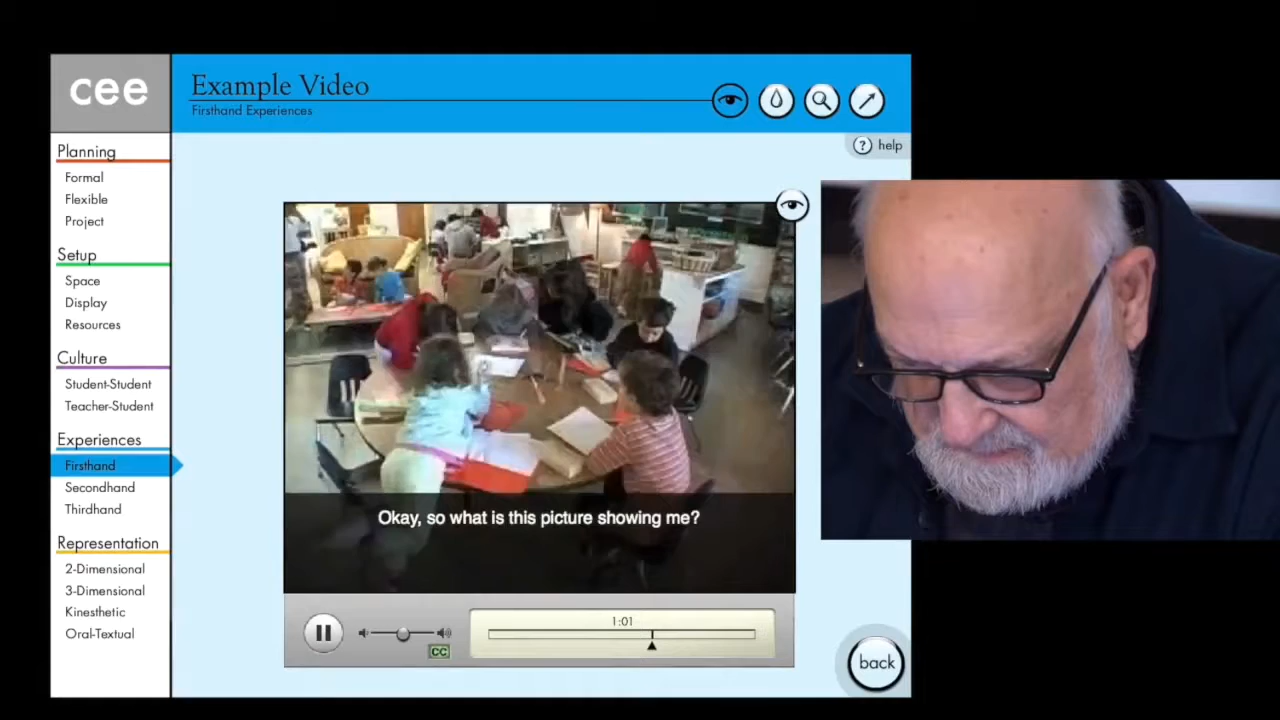 cee
Example Video
Firsthand Experiences
? help
Planning
Formal
Flexible
Project
Setup
Space
Display
Resources
Culture
Student-Student
Teacher-Student
Experiences
Firsthand
Secondhand
Thirdhand
Representation
2-Dimensional
3-Dimensional
Kinesthetic
Oral-Textual
Okay, so what is this picture showing me?
1:01
CC
back